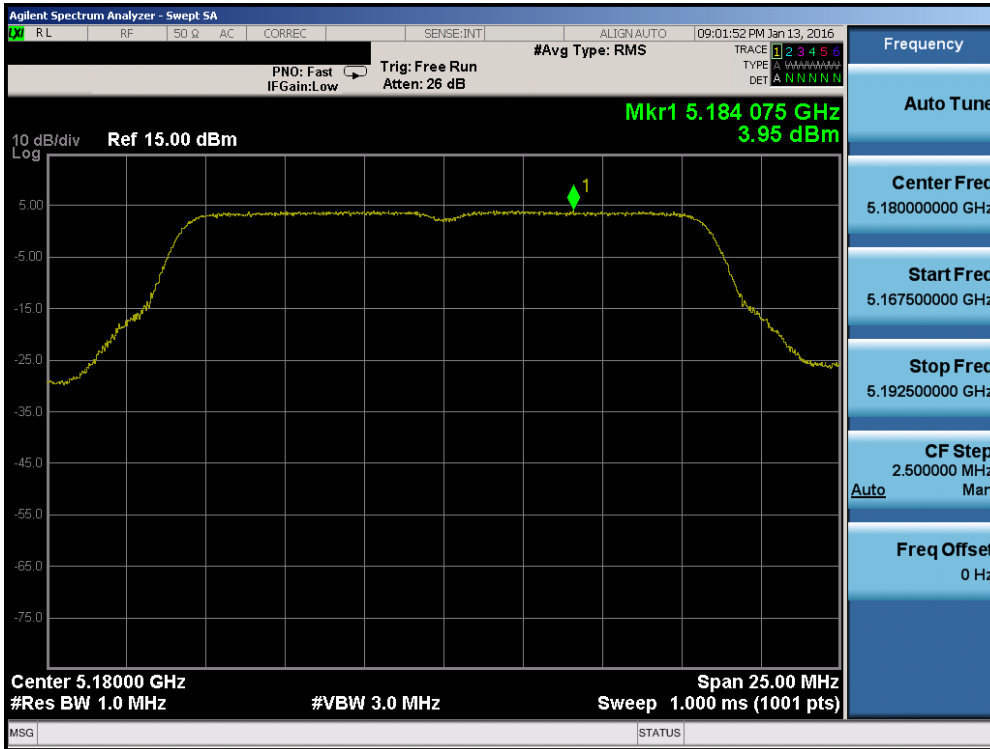 Agilent Spectrum Analyzer - Swept SA
LXI RL RF 50 Ω AC CORREC SENSE:INT ALIGN AUTO 09:01:52 PM Jan 13, 2016
#Avg Type: RMS TRACE 1 2 3 4 5 6
PNO: Fast Trig: Free Run TYPE A
IFGain:Low Atten: 26 dB DET A N N N N N
Mkr1 5.184 075 GHz
3.95 dBm
10 dB/div Ref 15.00 dBm
Log
1
5.00
-5.00
-15.0
-25.0
-35.0
-45.0
-55.0
-65.0
-75.0
Center 5.18000 GHz Span 25.00 MHz
#Res BW 1.0 MHz #VBW 3.0 MHz Sweep 1.000 ms (1001 pts)
MSG STATUS
Frequency
Auto Tune
Center Freq
5.180000000 GHz
Start Freq
5.167500000 GHz
Stop Freq
5.192500000 GHz
CF Step
2.500000 MHz
Auto Man
Freq Offset
0 Hz